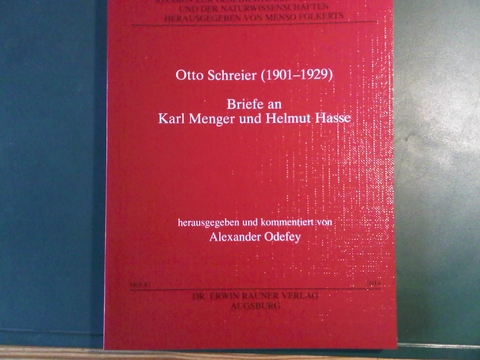 UND DER NATURWISSENSCHAFTEN
HERAUSGEGEBEN VON MENSO FOLKERTS
Otto Schreier (1901–1929)
Briefe an
Karl Menger und Helmut Hasse
herausgegeben und kommentiert von
Alexander Odefey
DR. ERWIN RAUNER VERLAG
AUGSBURG